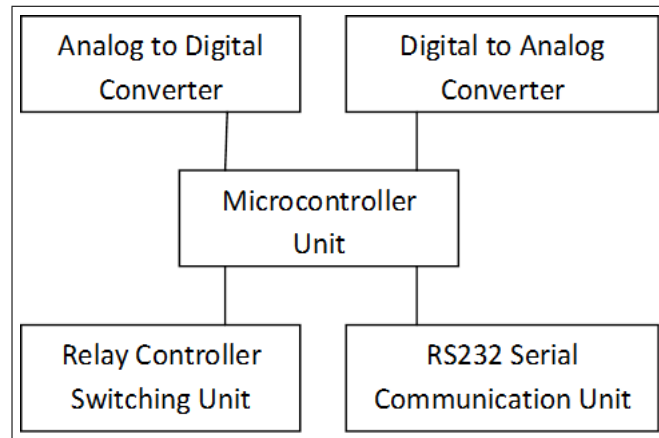 Analog to Digital
Converter
Digital to Analog
Converter
Microcontroller
Unit
Relay Controller
Switching Unit
RS232 Serial
Communication Unit